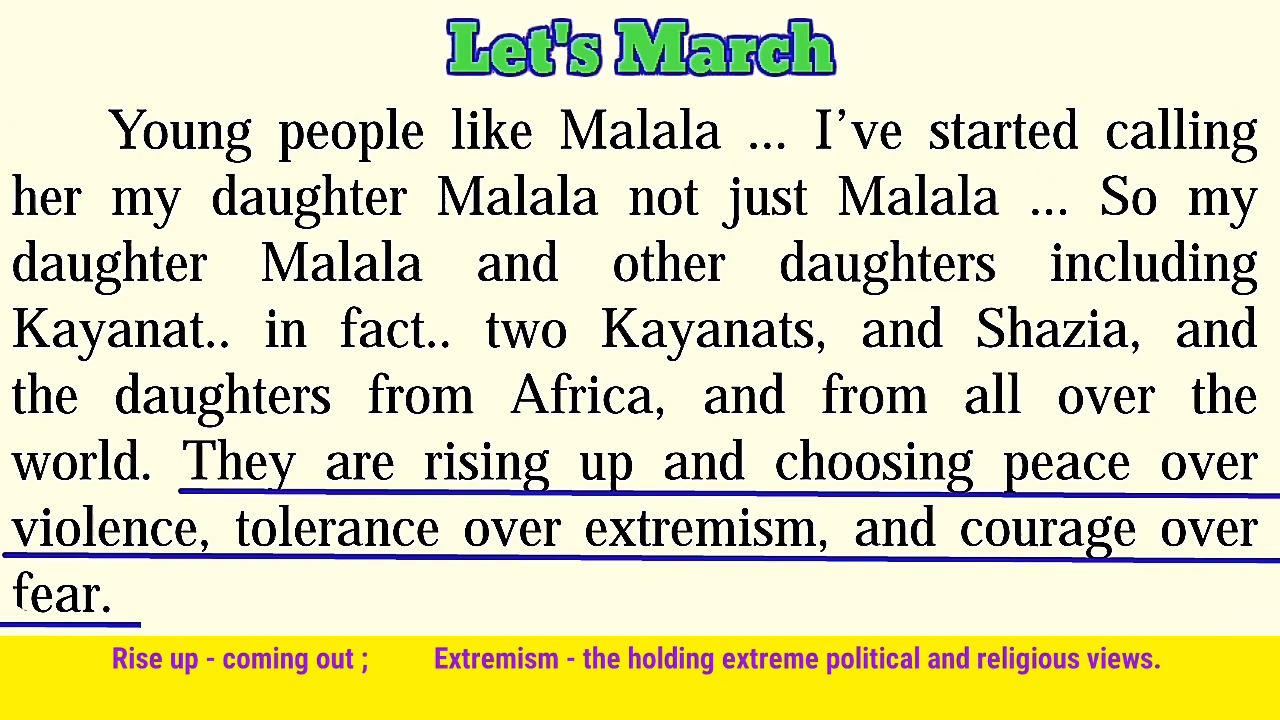 Let's March
Young people like Malala ... I've started calling
her my daughter Malala not just Malala ... So my
daughter Malala and other daughters including
Kayanat.. in fact.. two Kayanats, and Shazia, and
the daughters from Africa, and from all over the
world. They are rising up and choosing peace over
violence, tolerance over extremism, and courage over
fear.
Rise up - coming out ; Extremism - the holding extreme political and religious views.